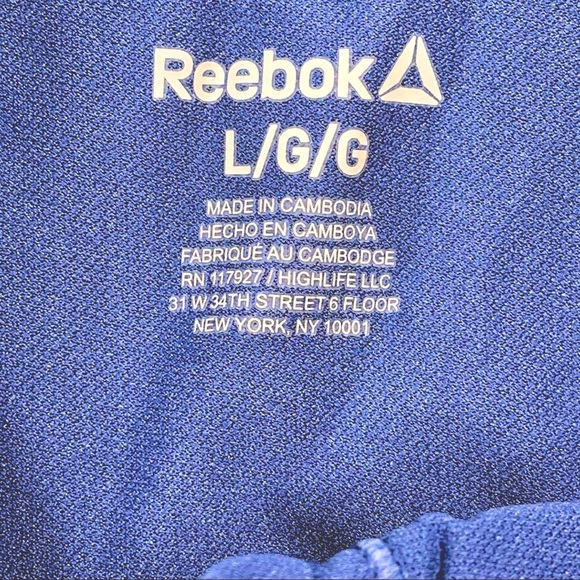 Reebok
L/G/G
MADE IN CAMBODIA
HECHO EN CAMBOYA
FABRIQUÉ AU CAMBODGE
RN 117927 / HIGHLIFE LLC
31 W 34TH STREET 6 FLOOR
NEW YORK, NY 10001